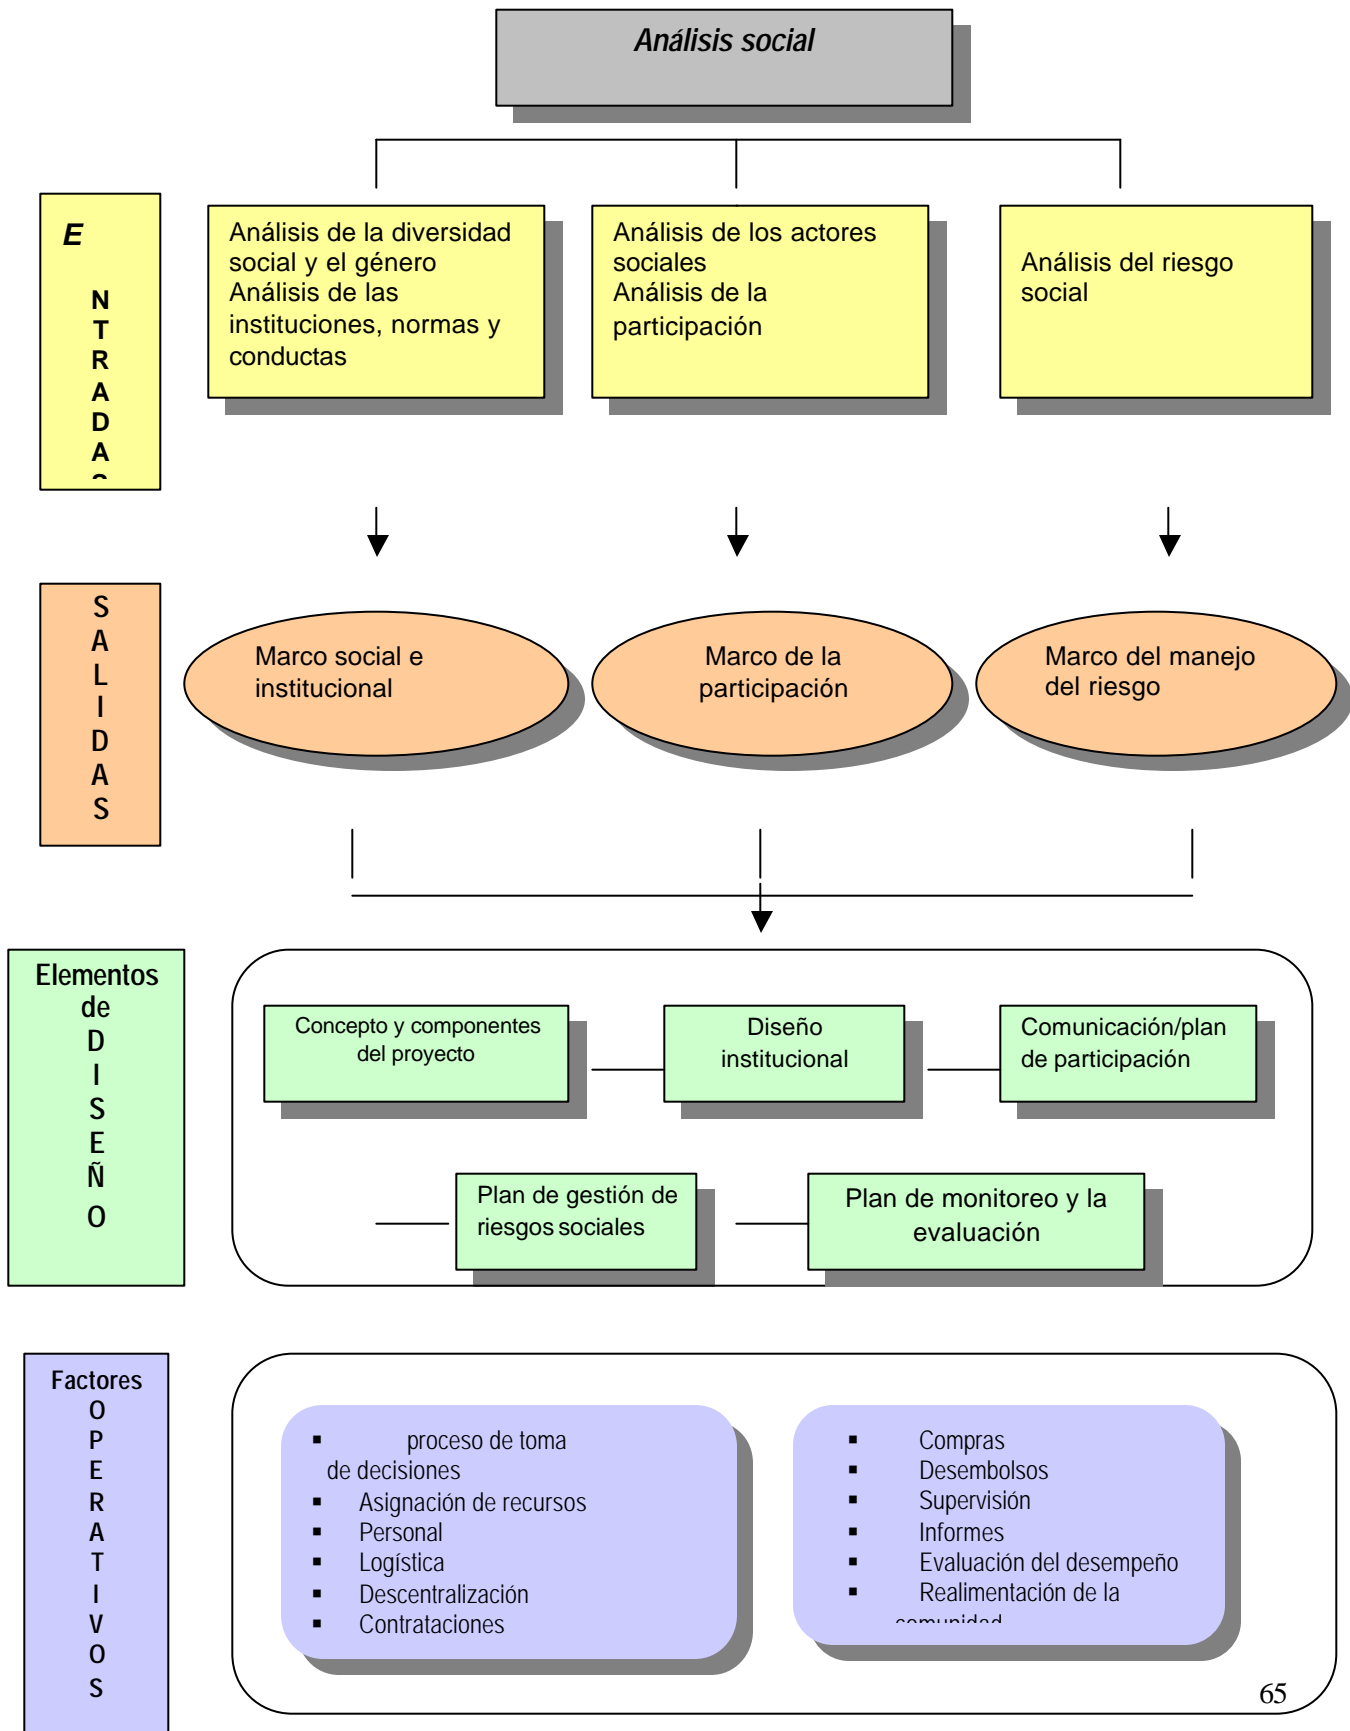 Análisis social
E
N
T
R
A
D
A
Análisis de la diversidad
social y el género
Análisis de las
instituciones, normas y
conductas
Análisis de los actores
sociales
Análisis de la
participación
Análisis del riesgo
social
S
A
L
I
D
A
S
Marco social e
institucional
Marco de la
participación
Marco del manejo
del riesgo
Elementos
de
D
I
S
E
Ñ
O
Concepto y componentes
del proyecto
Diseño
institucional
Comunicación/plan
de participación
Plan de gestión de
riesgos sociales
Plan de monitoreo y la
evaluación
Factores
O
P
E
R
A
T
I
V
O
S
▪ proceso de toma
de decisiones
▪ Asignación de recursos
▪ Personal
▪ Logística
▪ Descentralización
▪ Contrataciones
▪ Compras
▪ Desembolsos
▪ Supervisión
▪ Informes
▪ Evaluación del desempeño
▪ Realimentación de la
comunidad
65